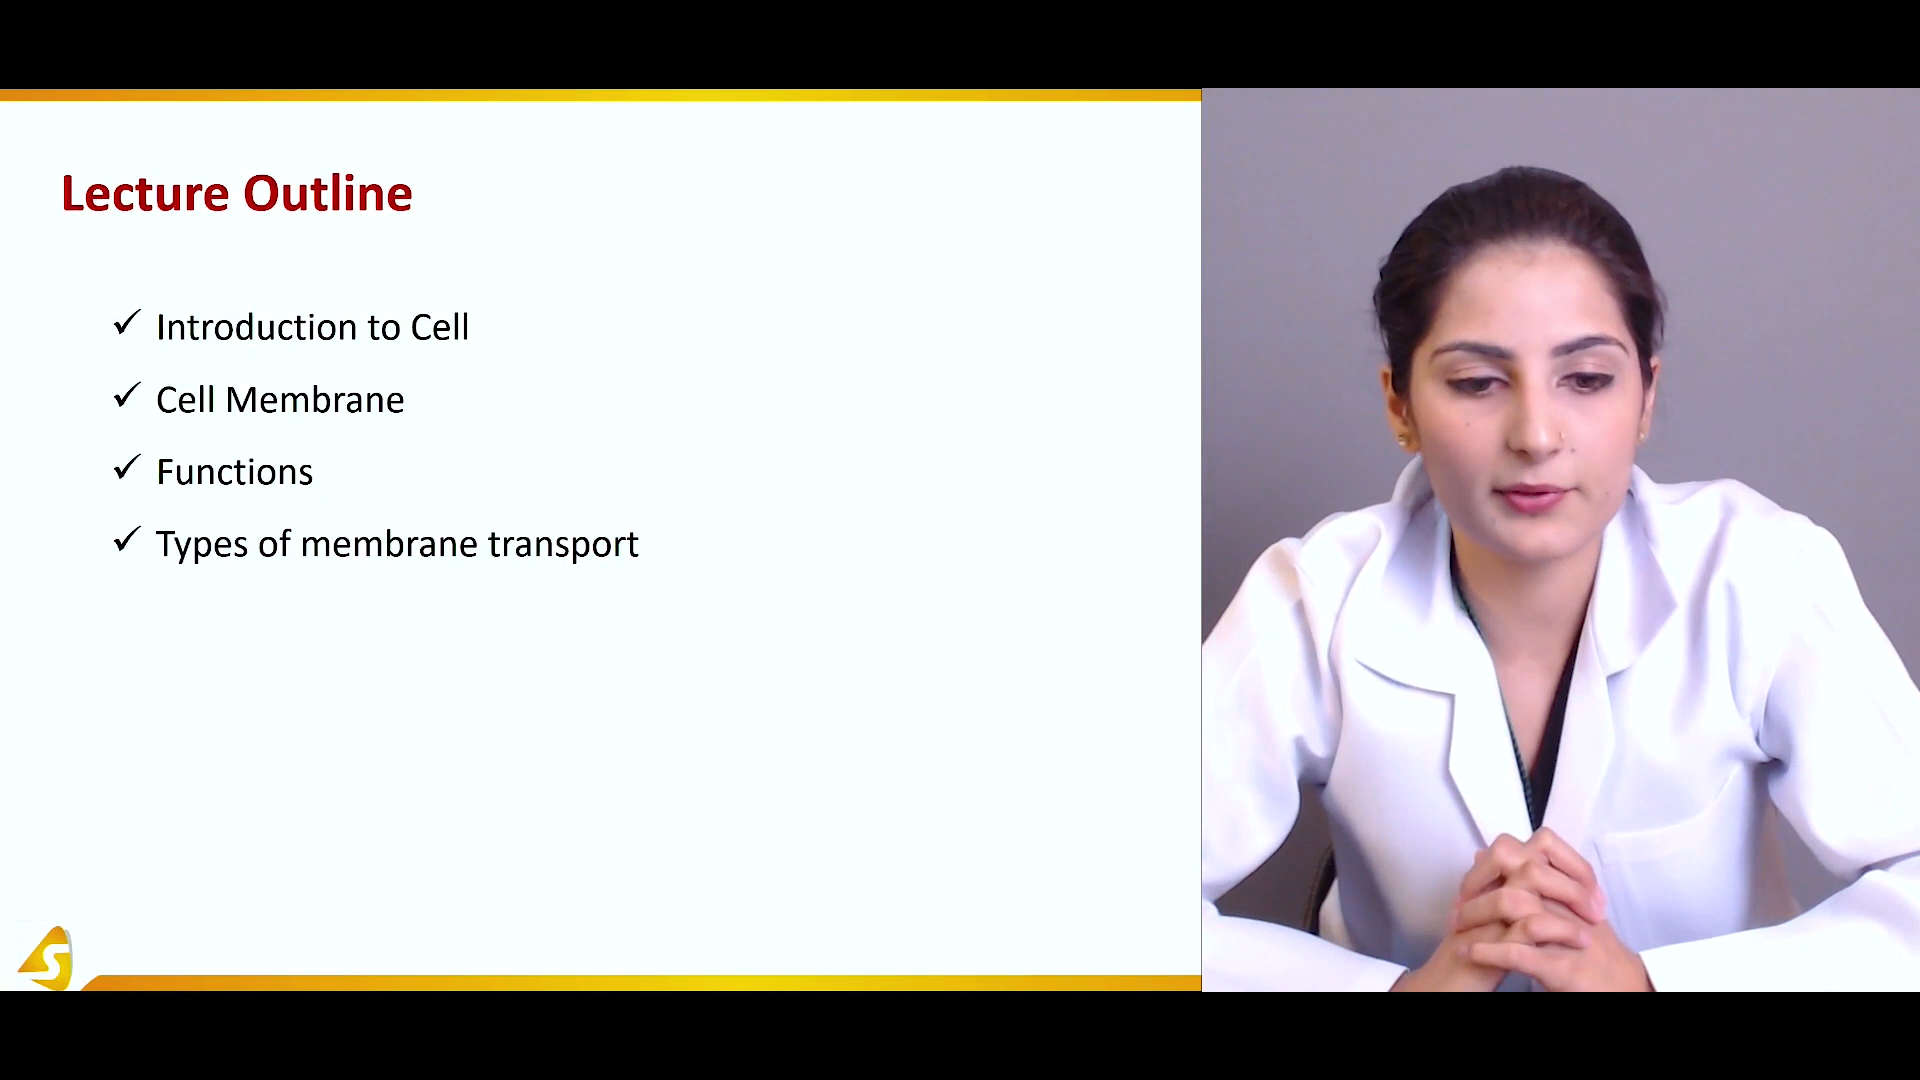 Lecture Outline
✓ Introduction to Cell
✓ Cell Membrane
✓ Functions
✓ Types of membrane transport
S